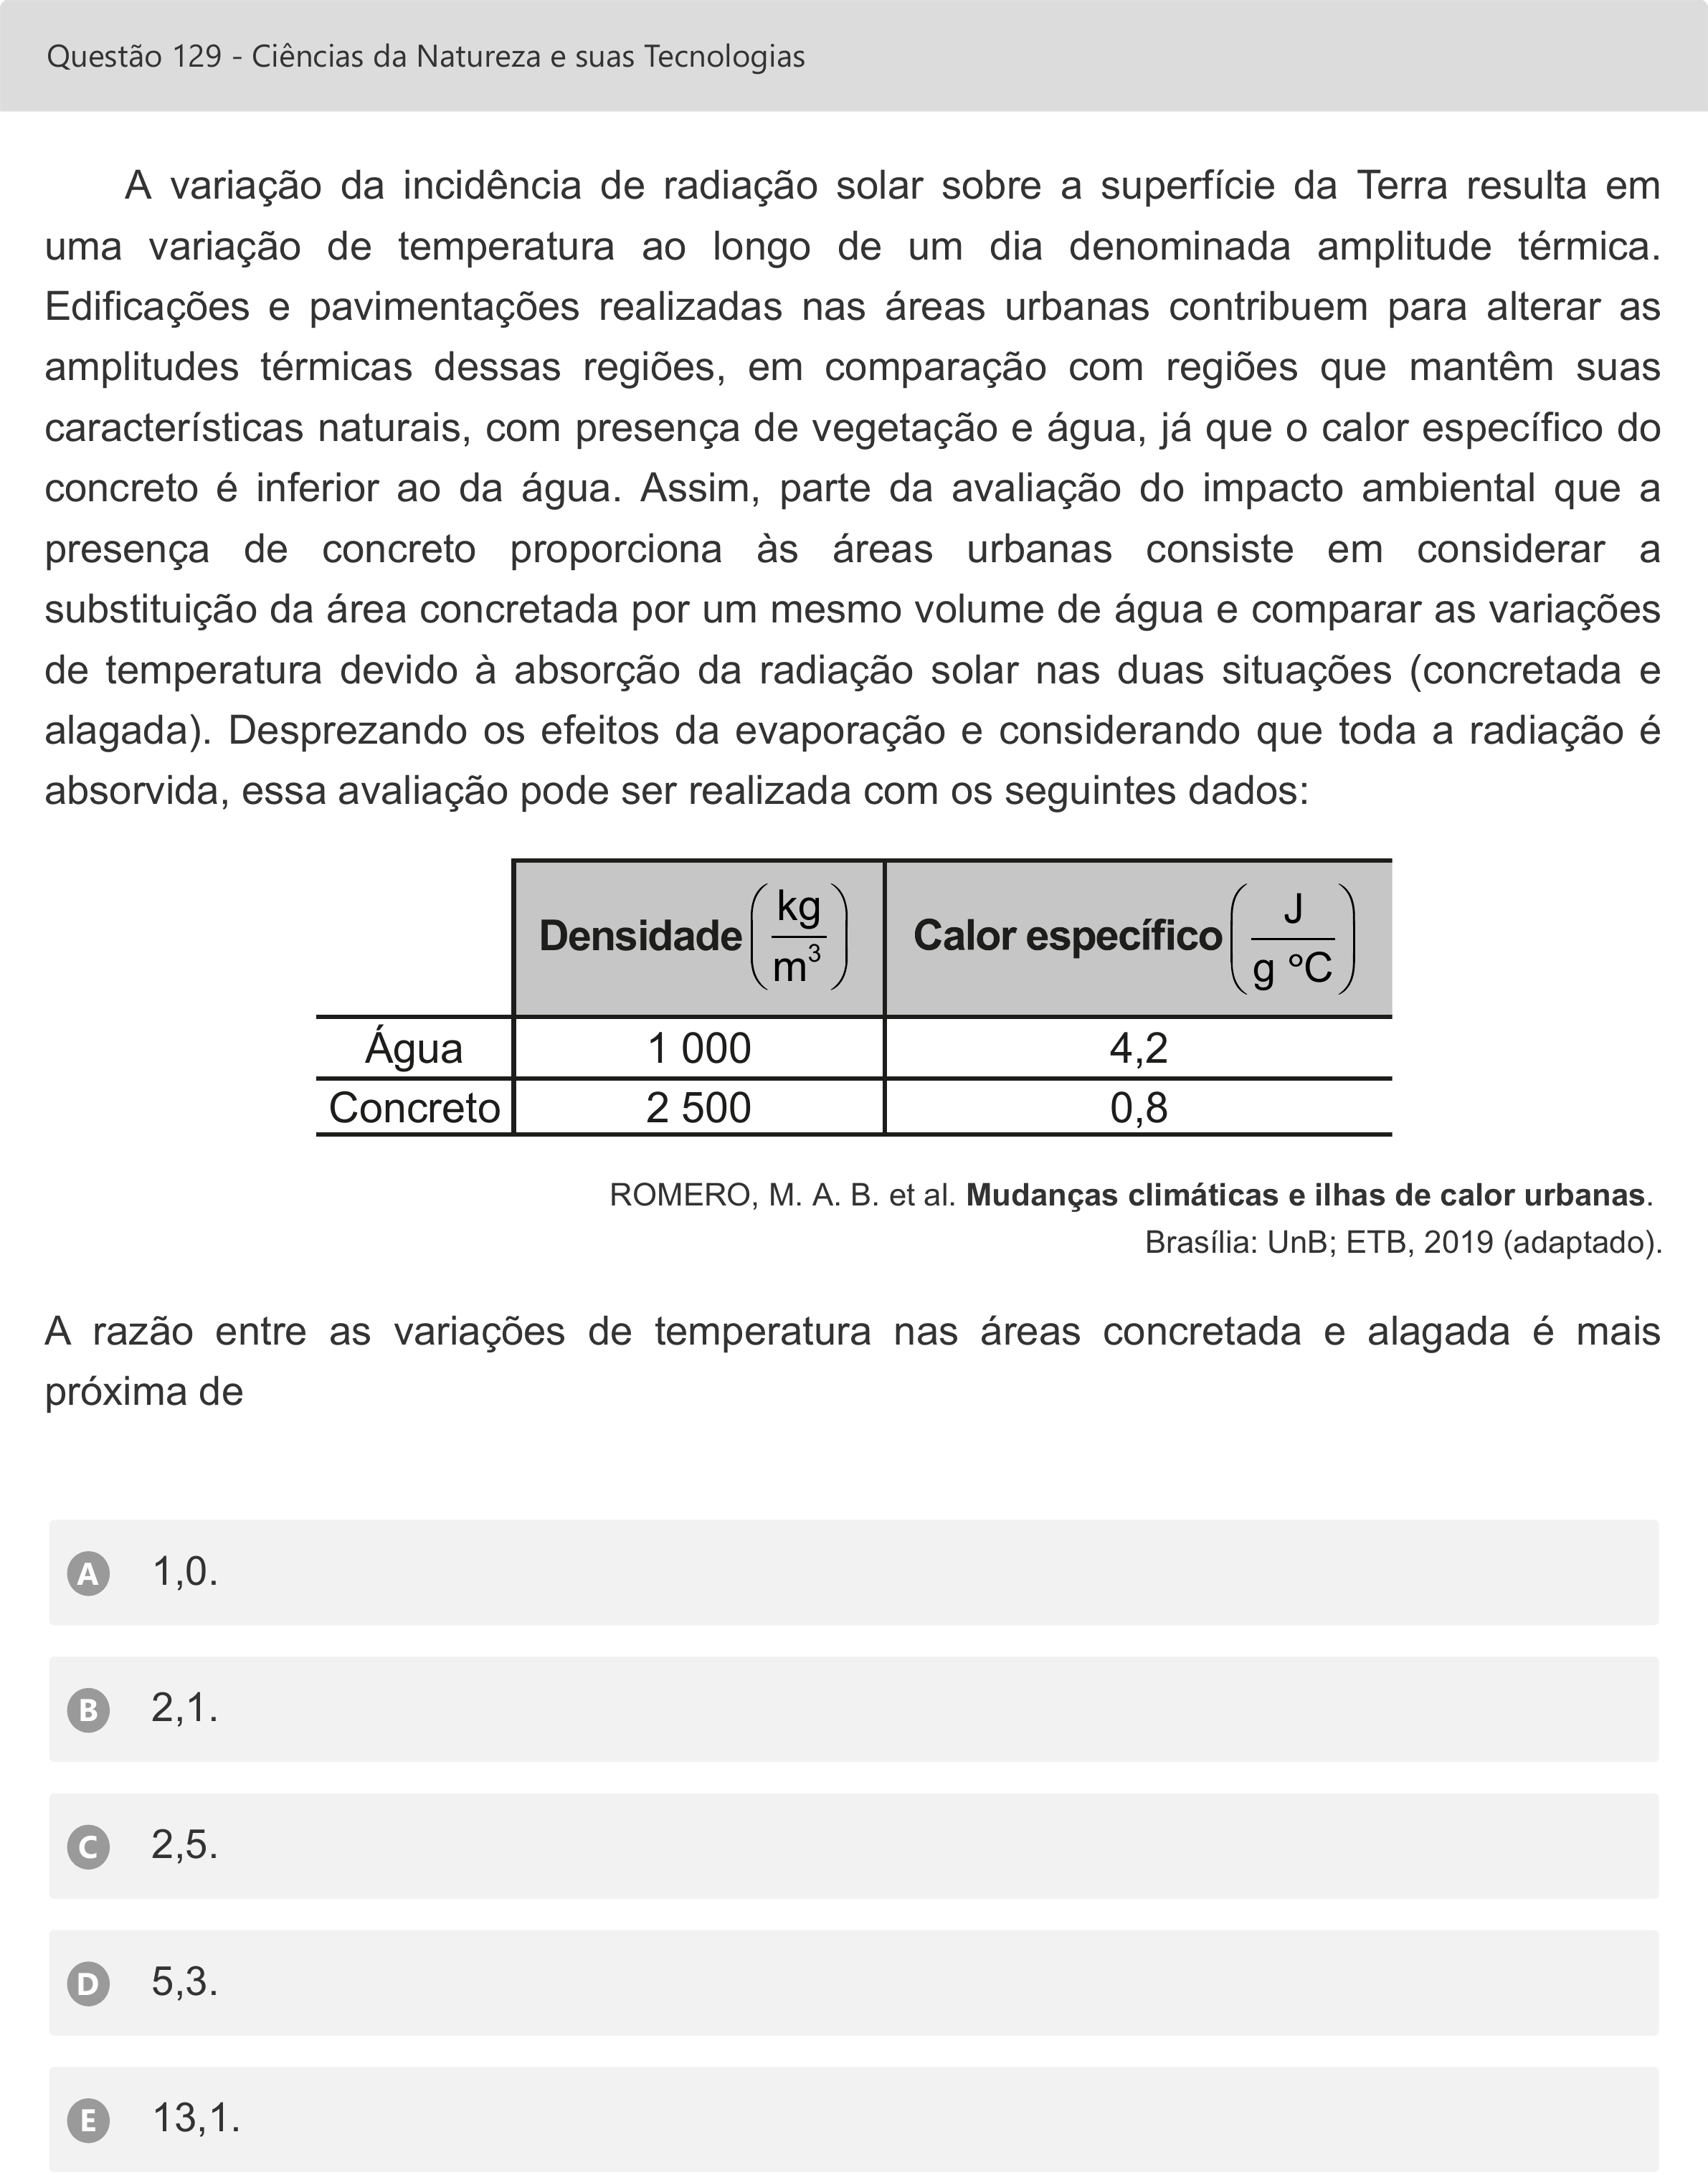 Questão 129 - Ciências da Natureza e suas Tecnologias
A variação da incidência de radiação solar sobre a superfície da Terra resulta em
uma variação de temperatura ao longo de um dia denominada amplitude térmica.
Edificações e pavimentações realizadas nas áreas urbanas contribuem para alterar as
amplitudes térmicas dessas regiões, em comparação com regiões que mantêm suas
características naturais, com presença de vegetação e água, já que o calor específico do
concreto é inferior ao da água. Assim, parte da avaliação do impacto ambiental que a
presença de concreto proporciona às áreas urbanas consiste em considerar a
substituição da área concretada por um mesmo volume de água e comparar as variações
de temperatura devido à absorção da radiação solar nas duas situações (concretada e
alagada). Desprezando os efeitos da evaporação e considerando que toda a radiação é
absorvida, essa avaliação pode ser realizada com os seguintes dados:
Densidade (kg/m³) Calor específico (J/g °C)
Água 1 000 4,2
Concreto 2 500 0,8
ROMERO, M. A. B. et al. Mudanças climáticas e ilhas de calor urbanas.
Brasília: UnB; ETB, 2019 (adaptado).
A razão entre as variações de temperatura nas áreas concretada e alagada é mais
próxima de
A 1,0.
B 2,1.
C 2,5.
D 5,3.
E 13,1.